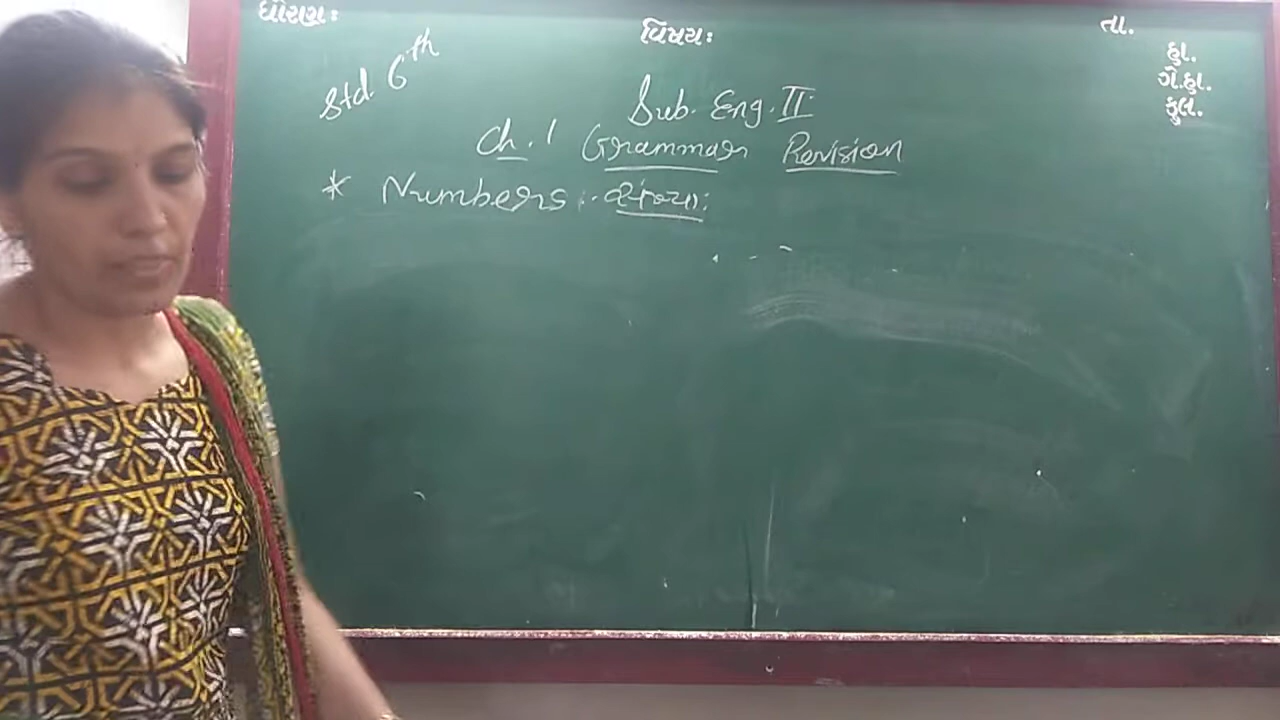 ધોરણ: વિષય: તા.
હા.
ગે.હા.
કુલ.
Std. 6th
Sub. Eng. II
Ch. 1 Grammar Revision
* Numbers :- સંખ્યા: